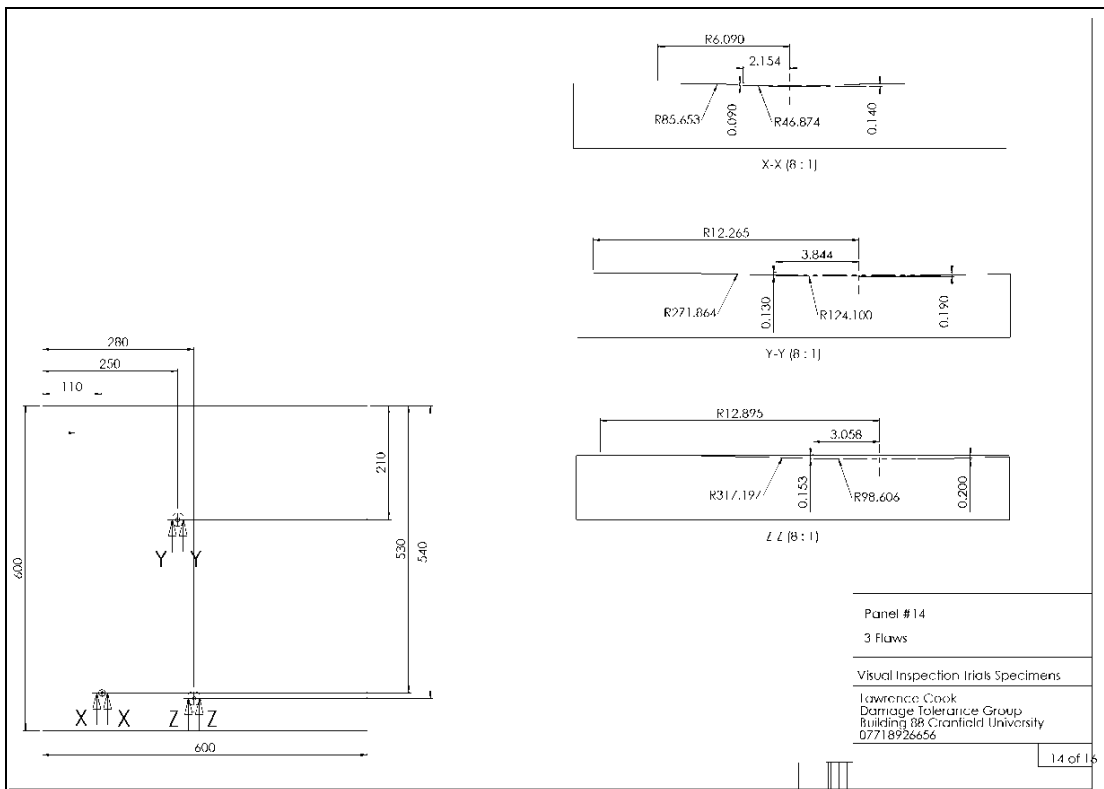 R6.090
2.154
R85.653
0.090
R46.874
0.140
X-X (8 : 1)
R12.265
3.844
R271.864
0.130
R124.100
0.190
Y-Y (8 : 1)
R12.895
3.058
R317.197
0.153
R98.606
0.200
Z Z (8 : 1)
280
250
110
210
600
530
540
Y Y
X X
Z Z
600
Panel #14
3 Flaws
Visual Inspection Trials Specimens
Lawrence Cook
Damage Tolerance Group
Building 88 Cranfield University
07718926656
14 of 16